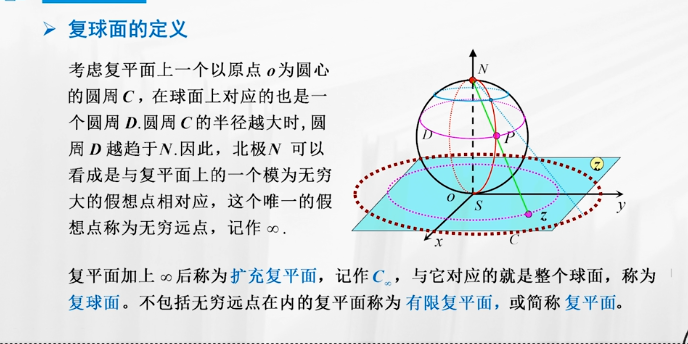 ➢ 复球面的定义
考虑复平面上一个以原点 o 为圆心
的圆周 C，在球面上对应的也是一
个圆周 D.圆周 C 的半径越大时,圆
周 D 越趋于N.因此，北极N 可以
看成是与复平面上的一个模为无穷
大的假想点相对应，这个唯一的假
想点称为无穷远点，记作 ∞.
N
D
P
z
o
S
y
z
x
C
复平面加上 ∞ 后称为扩充复平面，记作 C∞，与它对应的就是整个球面，称为
复球面。不包括无穷远点在内的复平面称为 有限复平面，或简称 复平面。